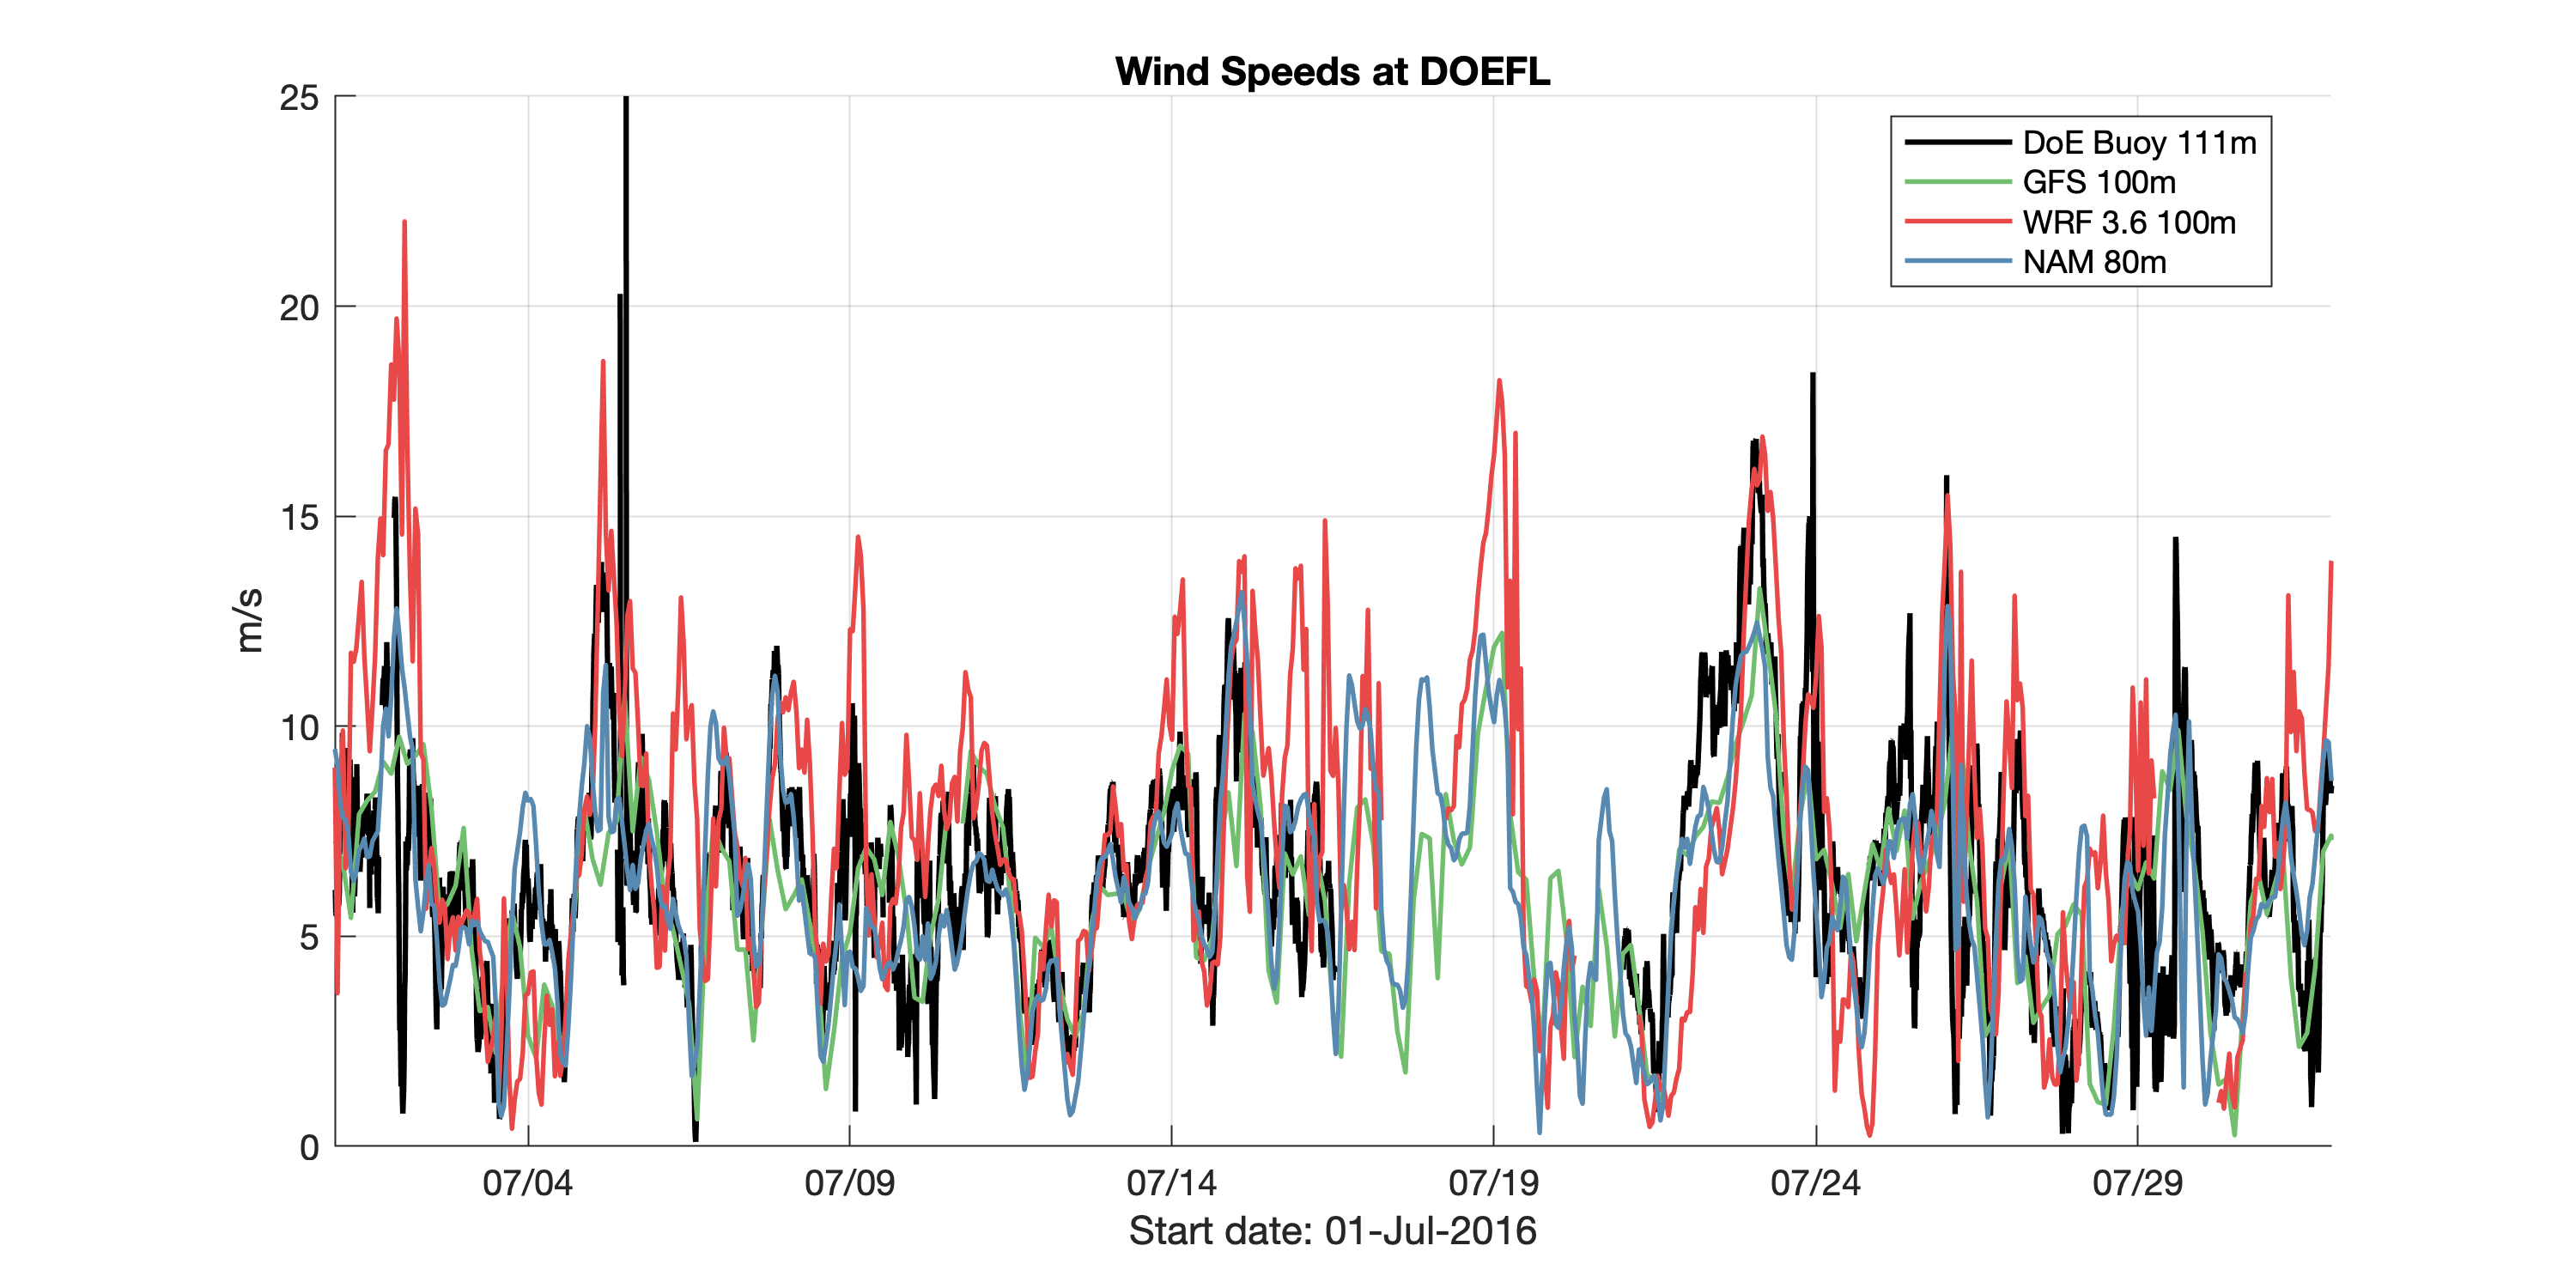 Wind Speeds at DOEFL
25
20
15
10
5
0
m/s
DoE Buoy 111m
GFS 100m
WRF 3.6 100m
NAM 80m
07/04 07/09 07/14 07/19 07/24 07/29
Start date: 01-Jul-2016